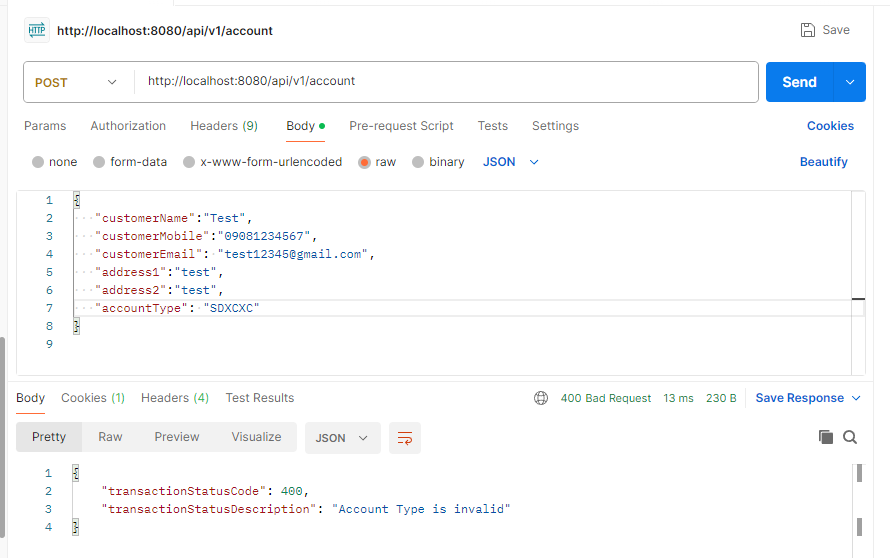 HTTP http://localhost:8080/api/v1/account Save
POST http://localhost:8080/api/v1/account Send
Params Authorization Headers (9) Body Pre-request Script Tests Settings Cookies
none form-data x-www-form-urlencoded raw binary JSON Beautify
1 {
2 "customerName":"Test",
3 "customerMobile":"09081234567",
4 "customerEmail": "test12345@gmail.com",
5 "address1":"test",
6 "address2":"test",
7 "accountType": "SDXCXC"
8 }
9
Body Cookies (1) Headers (4) Test Results 400 Bad Request 13 ms 230 B Save Response
Pretty Raw Preview Visualize JSON
1 {
2 "transactionStatusCode": 400,
3 "transactionStatusDescription": "Account Type is invalid"
4 }